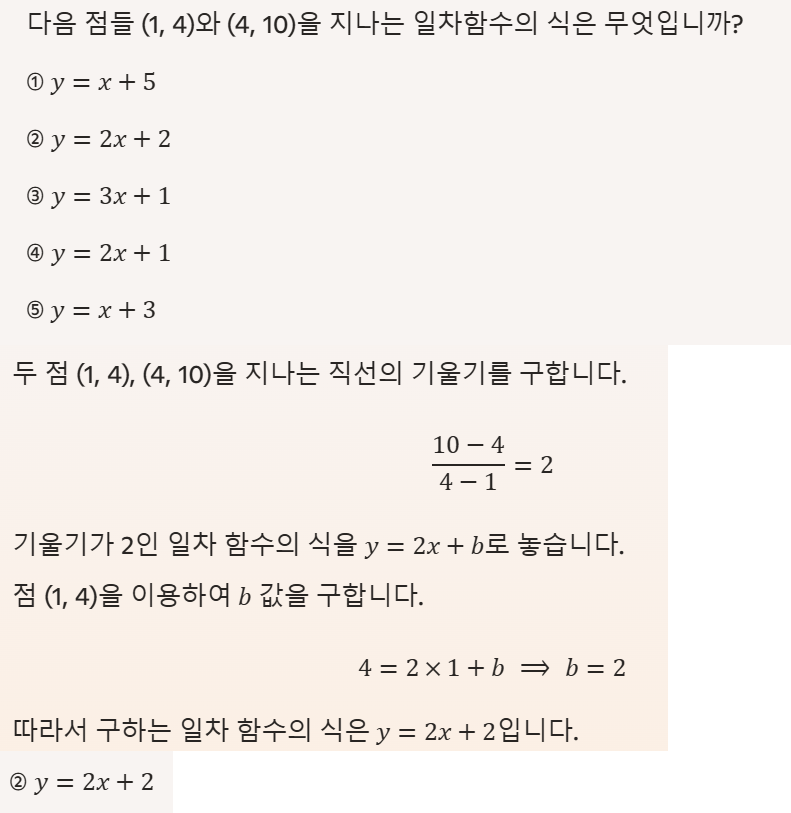 다음 점들 (1, 4)와 (4, 10)을 지나는 일차함수의 식은 무엇입니까?
① y = x + 5
② y = 2x + 2
③ y = 3x + 1
④ y = 2x + 1
⑤ y = x + 3
두 점 (1, 4), (4, 10)을 지나는 직선의 기울기를 구합니다.
10 − 4
4 − 1
= 2
기울기가 2인 일차 함수의 식을 y = 2x + b로 놓습니다.
점 (1, 4)을 이용하여 b 값을 구합니다.
4 = 2 × 1 + b ⟹ b = 2
따라서 구하는 일차 함수의 식은 y = 2x + 2입니다.
② y = 2x + 2